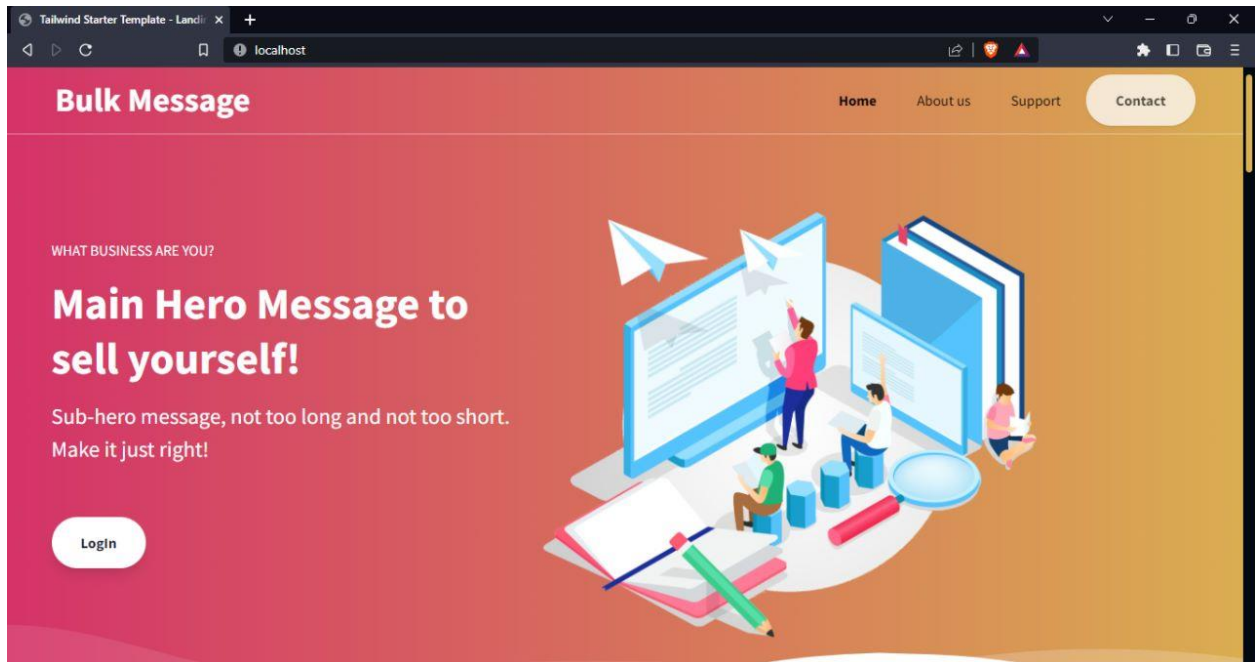 Tailwind Starter Template - Landi
localhost
Bulk Message
Home
About us
Support
Contact
WHAT BUSINESS ARE YOU?
Main Hero Message to
sell yourself!
Sub-hero message, not too long and not too short.
Make it just right!
Login